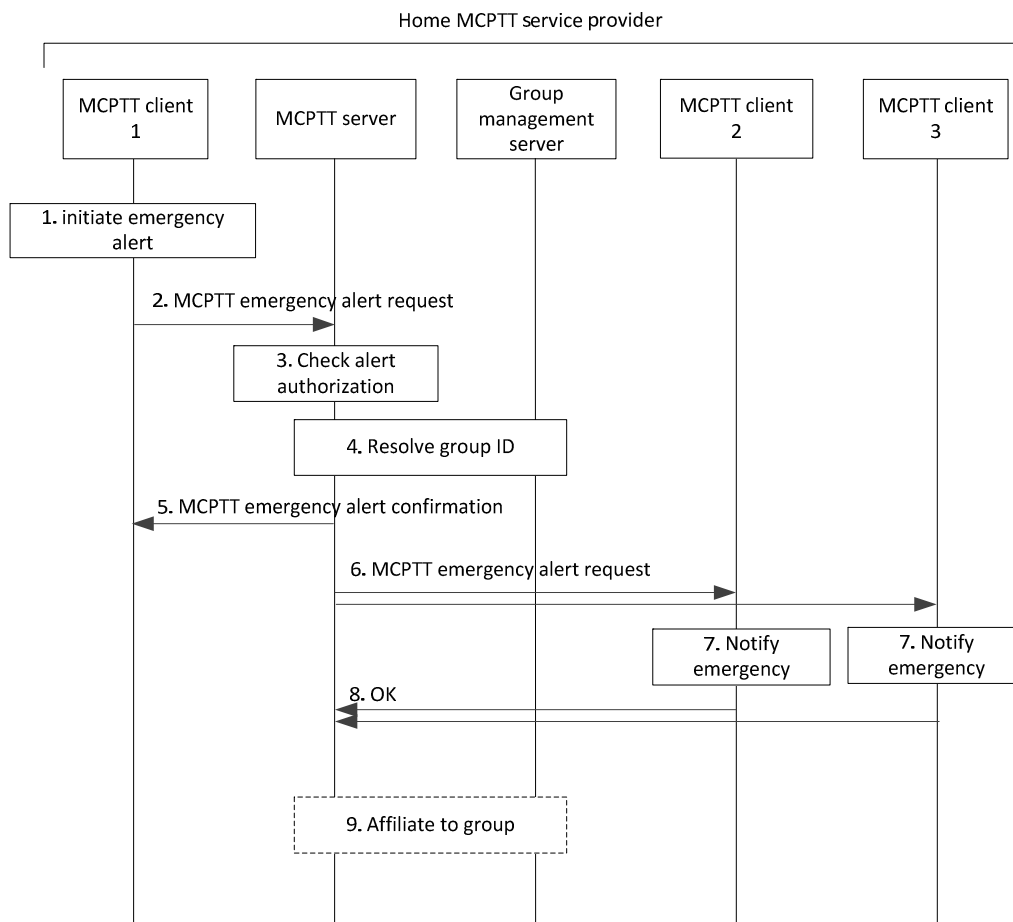 Home MCPTT service provider
MCPTT client
1
MCPTT server
Group
management
server
MCPTT client
2
MCPTT client
3
1. initiate emergency
alert
2. MCPTT emergency alert request
3. Check alert
authorization
4. Resolve group ID
5. MCPTT emergency alert confirmation
6. MCPTT emergency alert request
7. Notify
emergency
7. Notify
emergency
8. OK
9. Affiliate to group